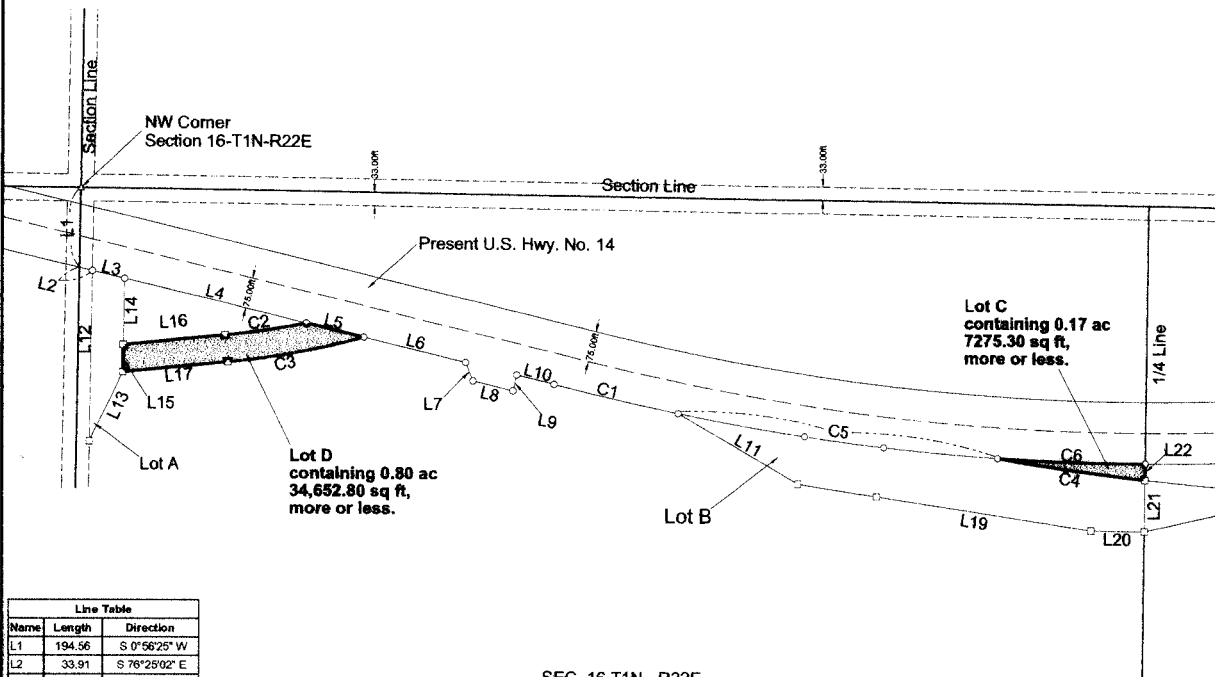 Section Line
NW Corner
Section 16-T1N-R22E
33.00ft
33.00ft
Section Line
L1
Present U.S. Hwy. No. 14
L2
L3
L4
75.00ft
L14
L12
L16
C2
L5
C3
L17
L15
L13
L6
L7
L8
L9
L10
C1
75.00ft
Lot A
Lot D
containing 0.80 ac
34,652.80 sq ft,
more or less.
L11
C5
Lot B
Lot C
containing 0.17 ac
7275.30 sq ft,
more or less.
1/4 Line
C6
C4
L22
L21
L19
L20
Line Table
Name Length Direction
L1 194.56 S 0°56'25" W
L2 33.91 S 76°25'02" E